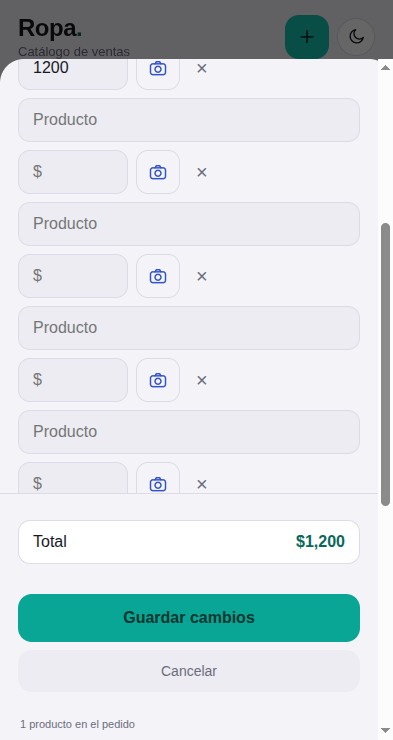 Ropa.
Catálogo de ventas
1200
Producto
$
Producto
$
Producto
$
Producto
$
Total $1,200
Guardar cambios
Cancelar
1 producto en el pedido